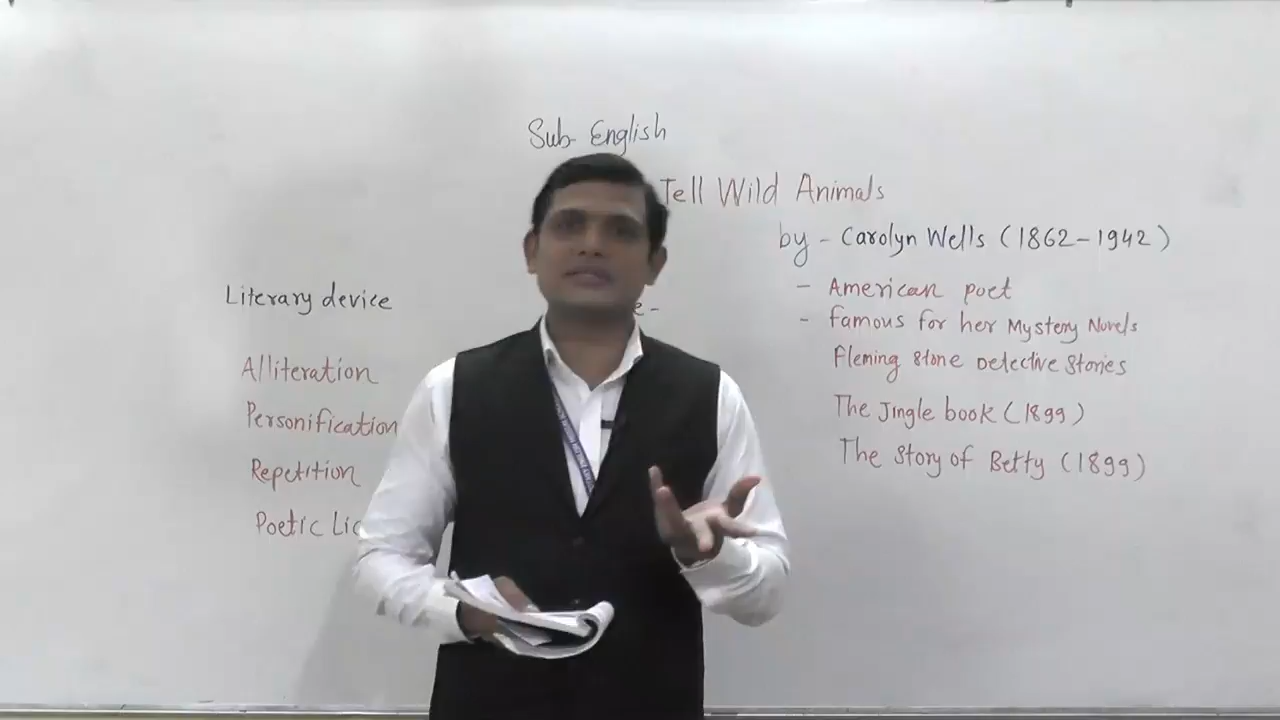 Sub- English
Tell Wild Animals
by - Carolyn Wells (1862-1942)
- American poet
- famous for her Mystery Novels
Fleming stone Detective Stories
The Jingle book (1899)
The Story of Betty (1899)
Literary device
e-
Alliteration
Personification
Repetition
Poetic Lic